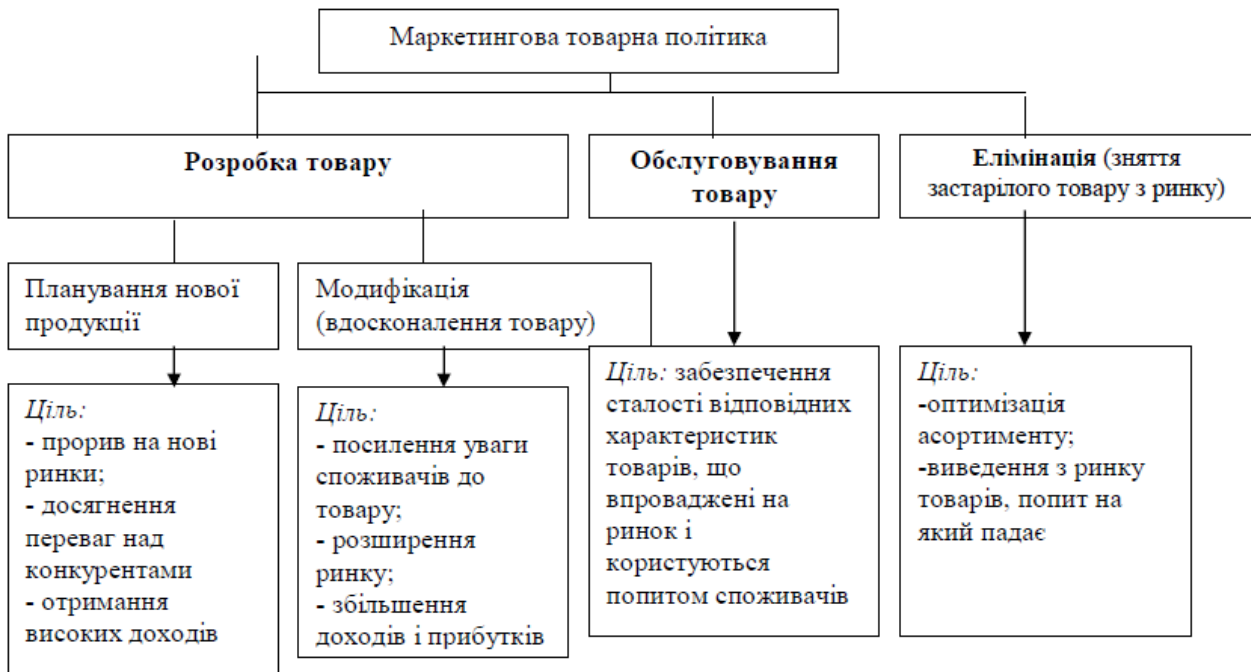 Маркетингова товарна політика
Розробка товару
Обслуговування
товару
Елімінація (зняття
застарілого товару з ринку)
Планування нової
продукції
Модифікація
(вдосконалення товару)
Ціль:
- прорив на нові
ринки;
- досягнення
переваг над
конкурентами
- отримання
високих доходів
Ціль:
- посилення уваги
споживачів до
товару;
- розширення
ринку;
- збільшення
доходів і прибутків
Ціль: забезпечення
сталості відповідних
характеристик
товарів, що
впроваджені на
ринок і
користуються
попитом споживачів
Ціль:
-оптимізація
асортименту;
-виведення з ринку
товарів, попит на
який падає